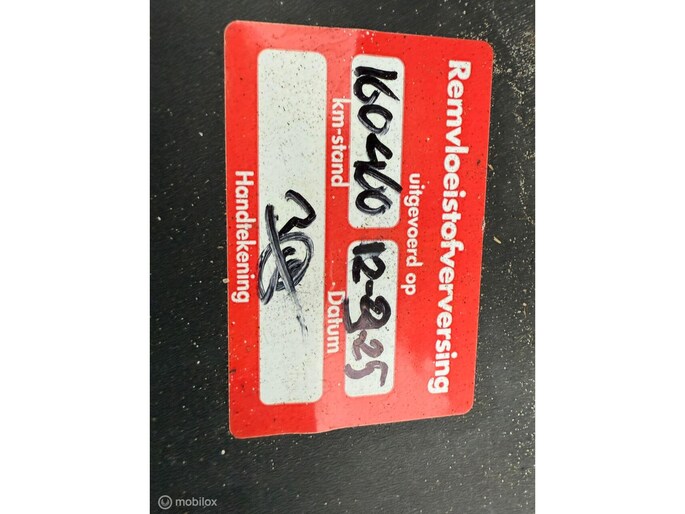 Remvloeistofverversing
uitgevoerd op
160460 12-9-25
km-stand Datum
Handtekening
mobilox